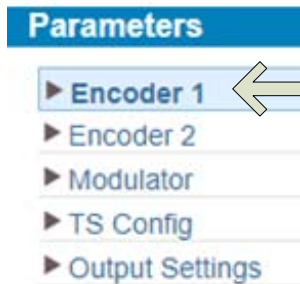 Parameters
Encoder 1
Encoder 2
Modulator
TS Config
Output Settings